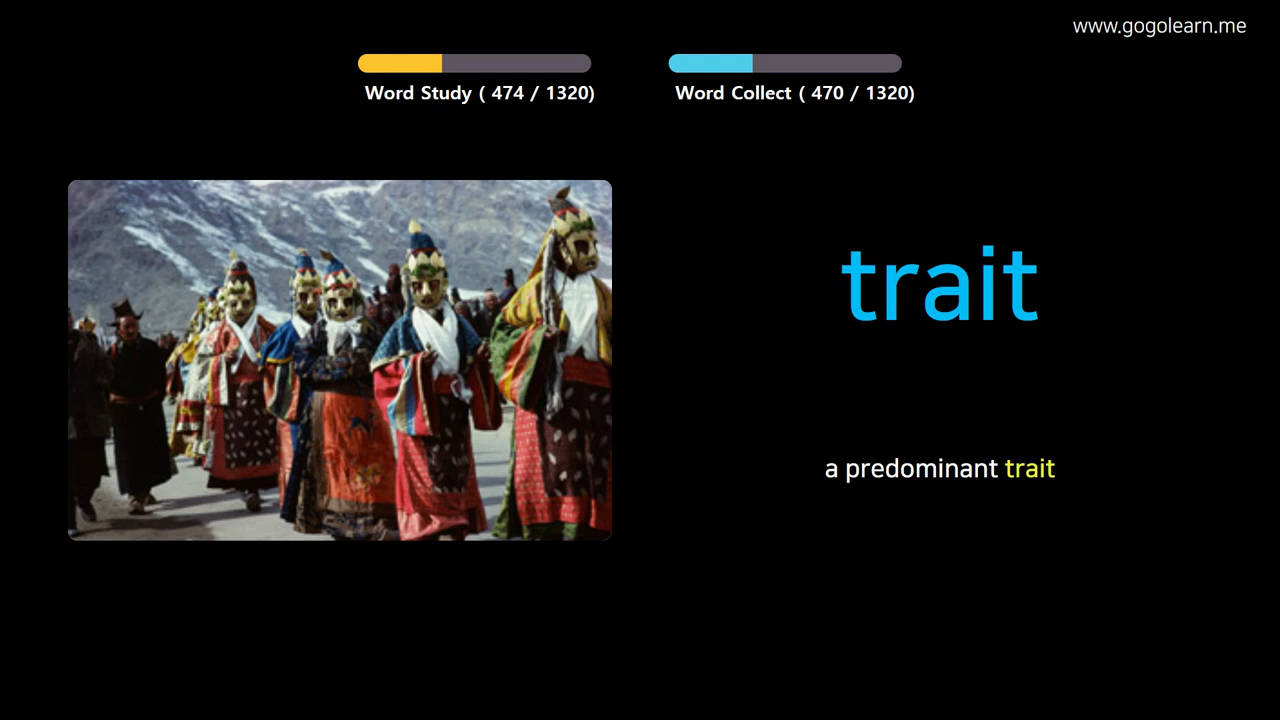 www.gogolearn.me
Word Study ( 474 / 1320)
Word Collect ( 470 / 1320)
trait
a predominant trait